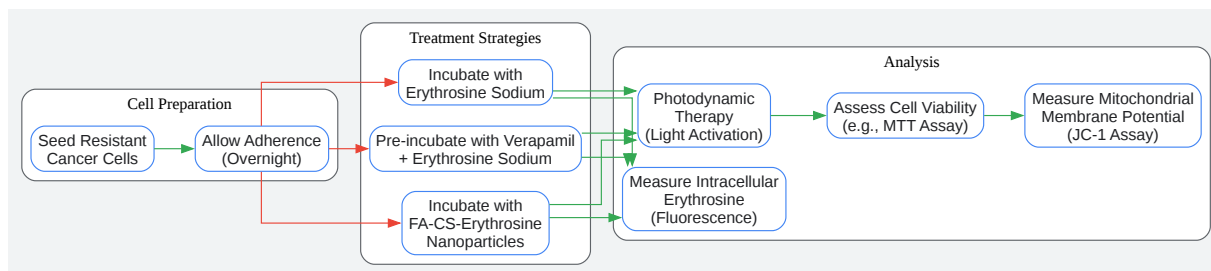 Cell Preparation
Seed Resistant
Cancer Cells
Allow Adherence
(Overnight)
Treatment Strategies
Incubate with
Erythrosine Sodium
Pre-incubate with Verapamil
+ Erythrosine Sodium
Incubate with
FA-CS-Erythrosine
Nanoparticles
Analysis
Photodynamic
Therapy
(Light Activation)
Assess Cell Viability
(e.g., MTT Assay)
Measure Mitochondrial
Membrane Potential
(JC-1 Assay)
Measure Intracellular
Erythrosine
(Fluorescence)